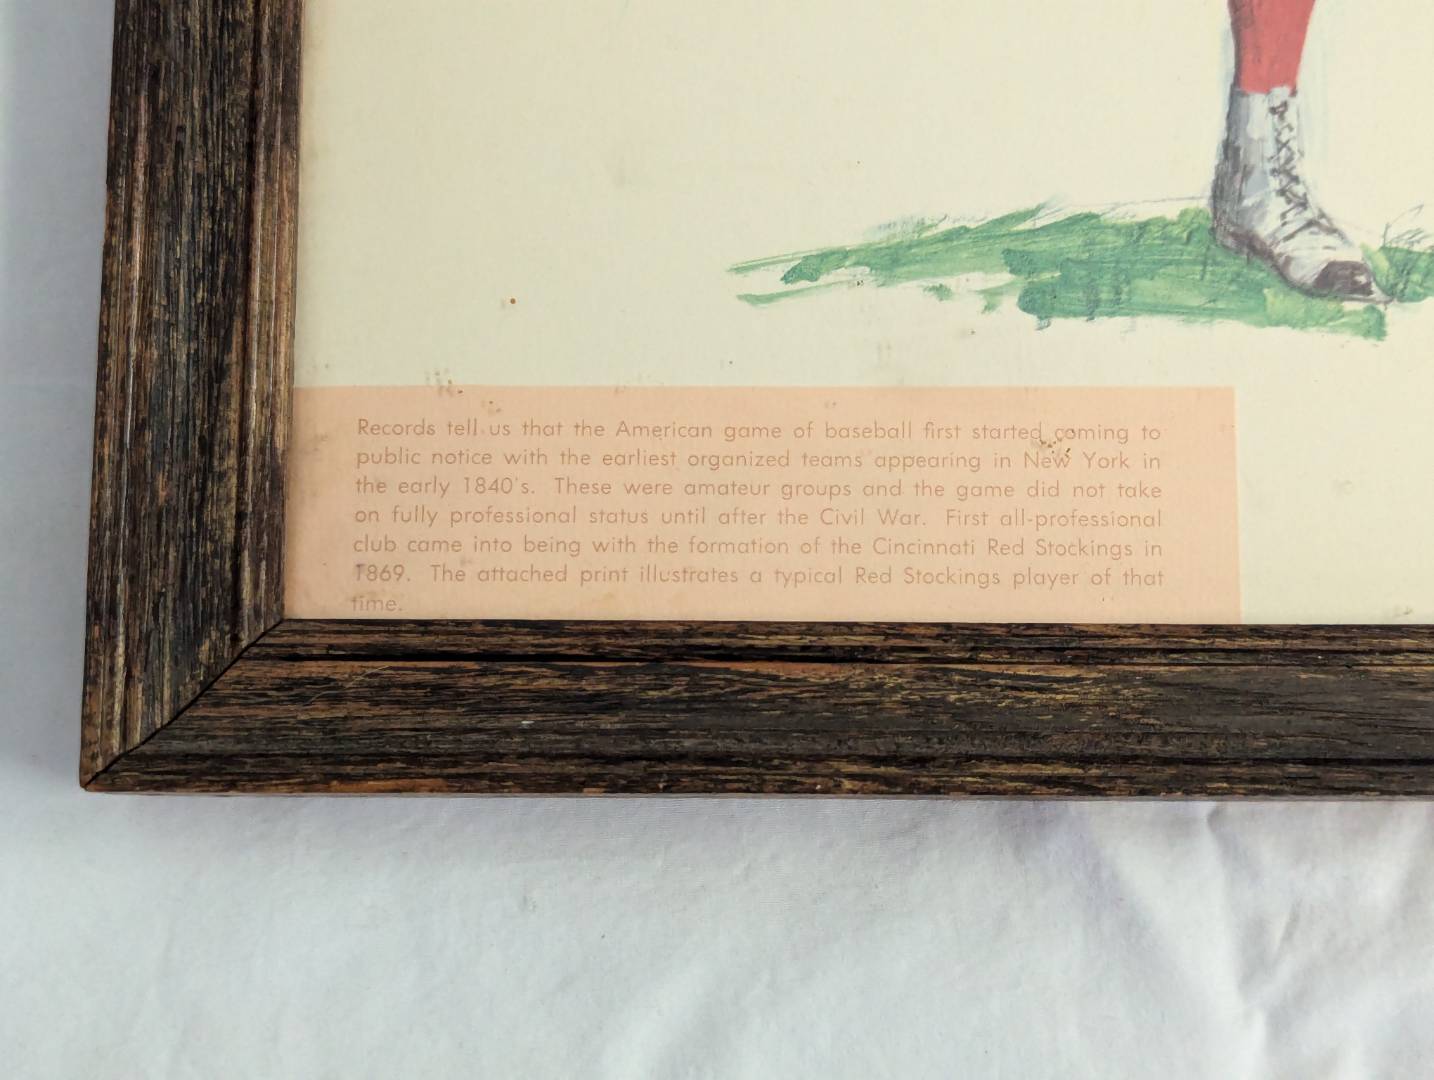 Records tell us that the American game of baseball first started coming to
public notice with the earliest organized teams appearing in New York in
the early 1840's. These were amateur groups and the game did not take
on fully professional status until after the Civil War. First all-professional
club came into being with the formation of the Cincinnati Red Stockings in
1869. The attached print illustrates a typical Red Stockings player of that
time.